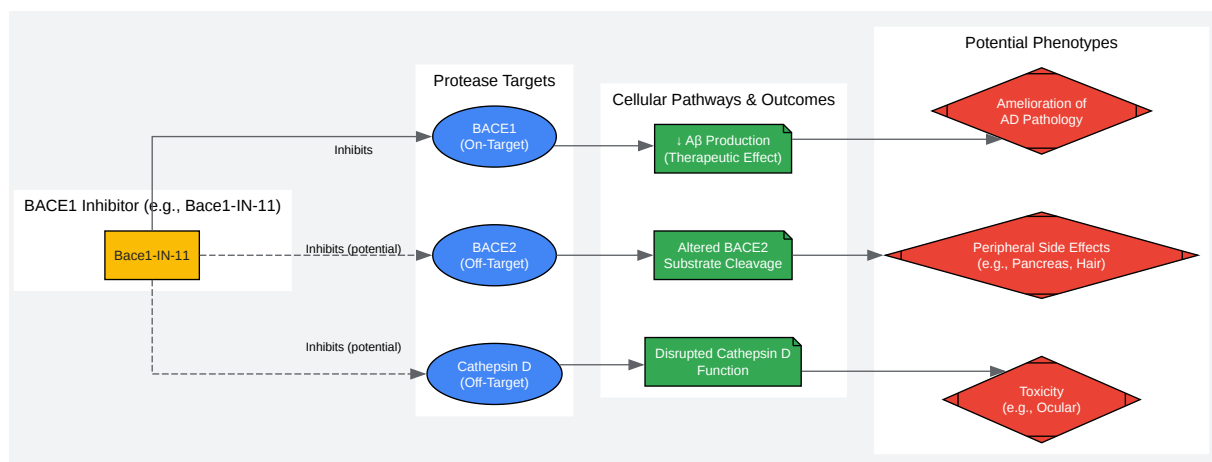 BACE1 Inhibitor (e.g., Bace1-IN-11)
Bace1-IN-11
Inhibits
Inhibits (potential)
Inhibits (potential)
Protease Targets
BACE1
(On-Target)
BACE2
(Off-Target)
Cathepsin D
(Off-Target)
Cellular Pathways & Outcomes
↓ Aβ Production
(Therapeutic Effect)
Altered BACE2
Substrate Cleavage
Disrupted Cathepsin D
Function
Potential Phenotypes
Amelioration of
AD Pathology
Peripheral Side Effects
(e.g., Pancreas, Hair)
Toxicity
(e.g., Ocular)